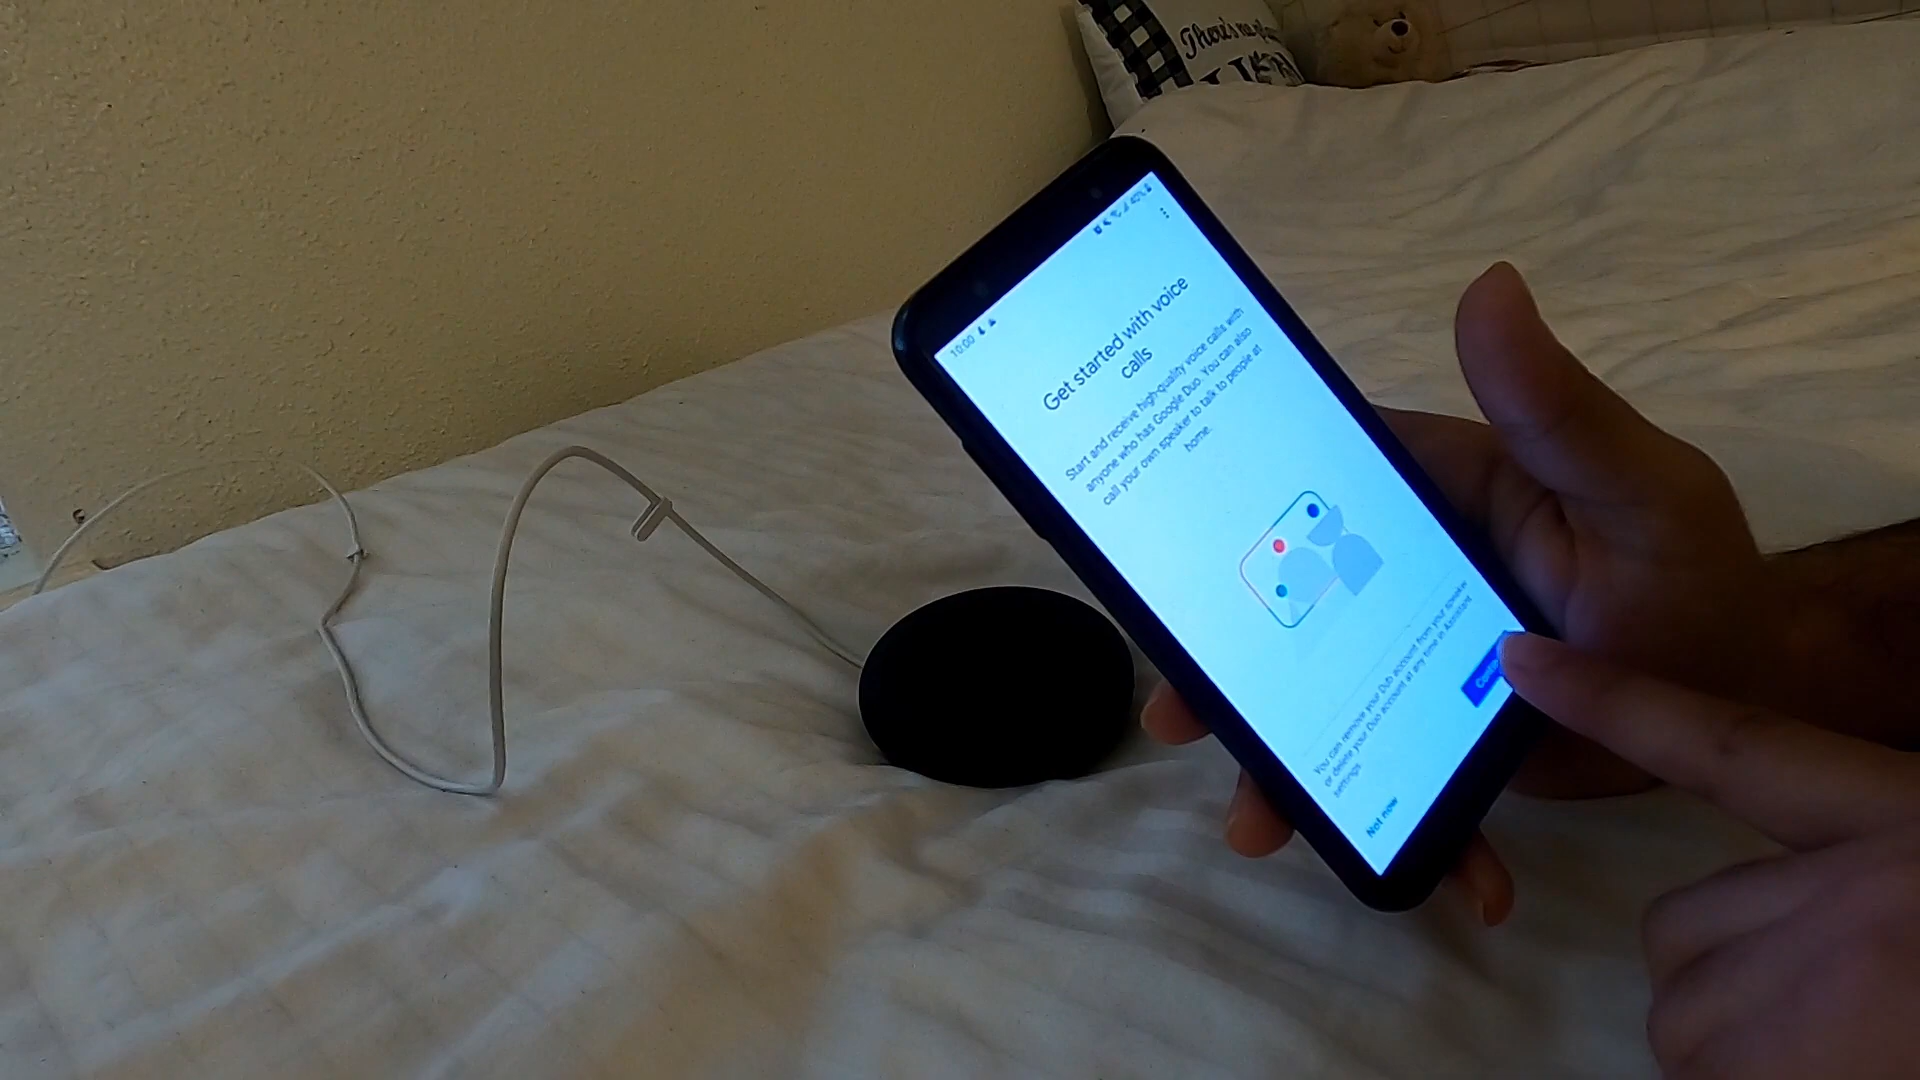 There's no
10:00
Get started with voice
calls
Start and receive high-quality voice calls with
anyone who has Google Duo. You can also
call your own speaker to talk to people at
home.
You can remove your Duo account from your speaker
or delete your Duo account at any time in Assistant
settings.
Not now